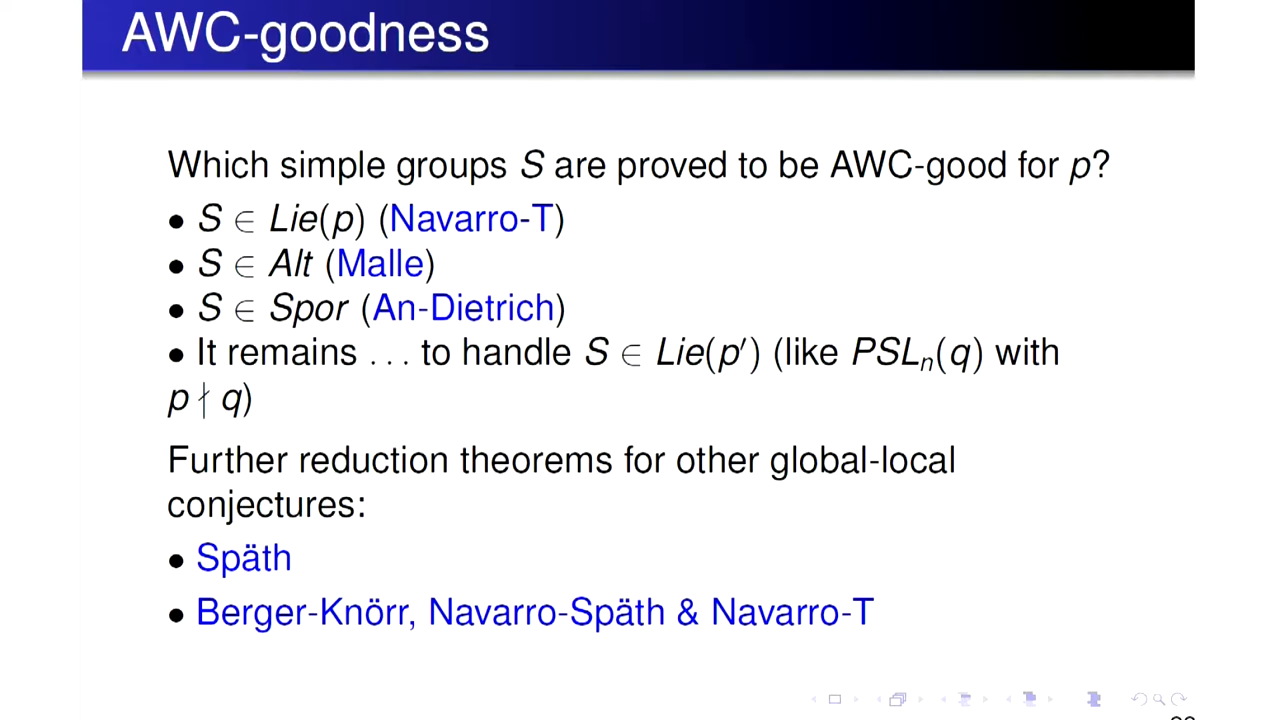 AWC-goodness
Which simple groups S are proved to be AWC-good for p?
• S ∈ Lie(p) (Navarro-T)
• S ∈ Alt (Malle)
• S ∈ Spor (An-Dietrich)
• It remains . . . to handle S ∈ Lie(p′) (like PSLₙ(q) with
p ∤ q)
Further reduction theorems for other global-local
conjectures:
• Späth
• Berger-Knörr, Navarro-Späth & Navarro-T